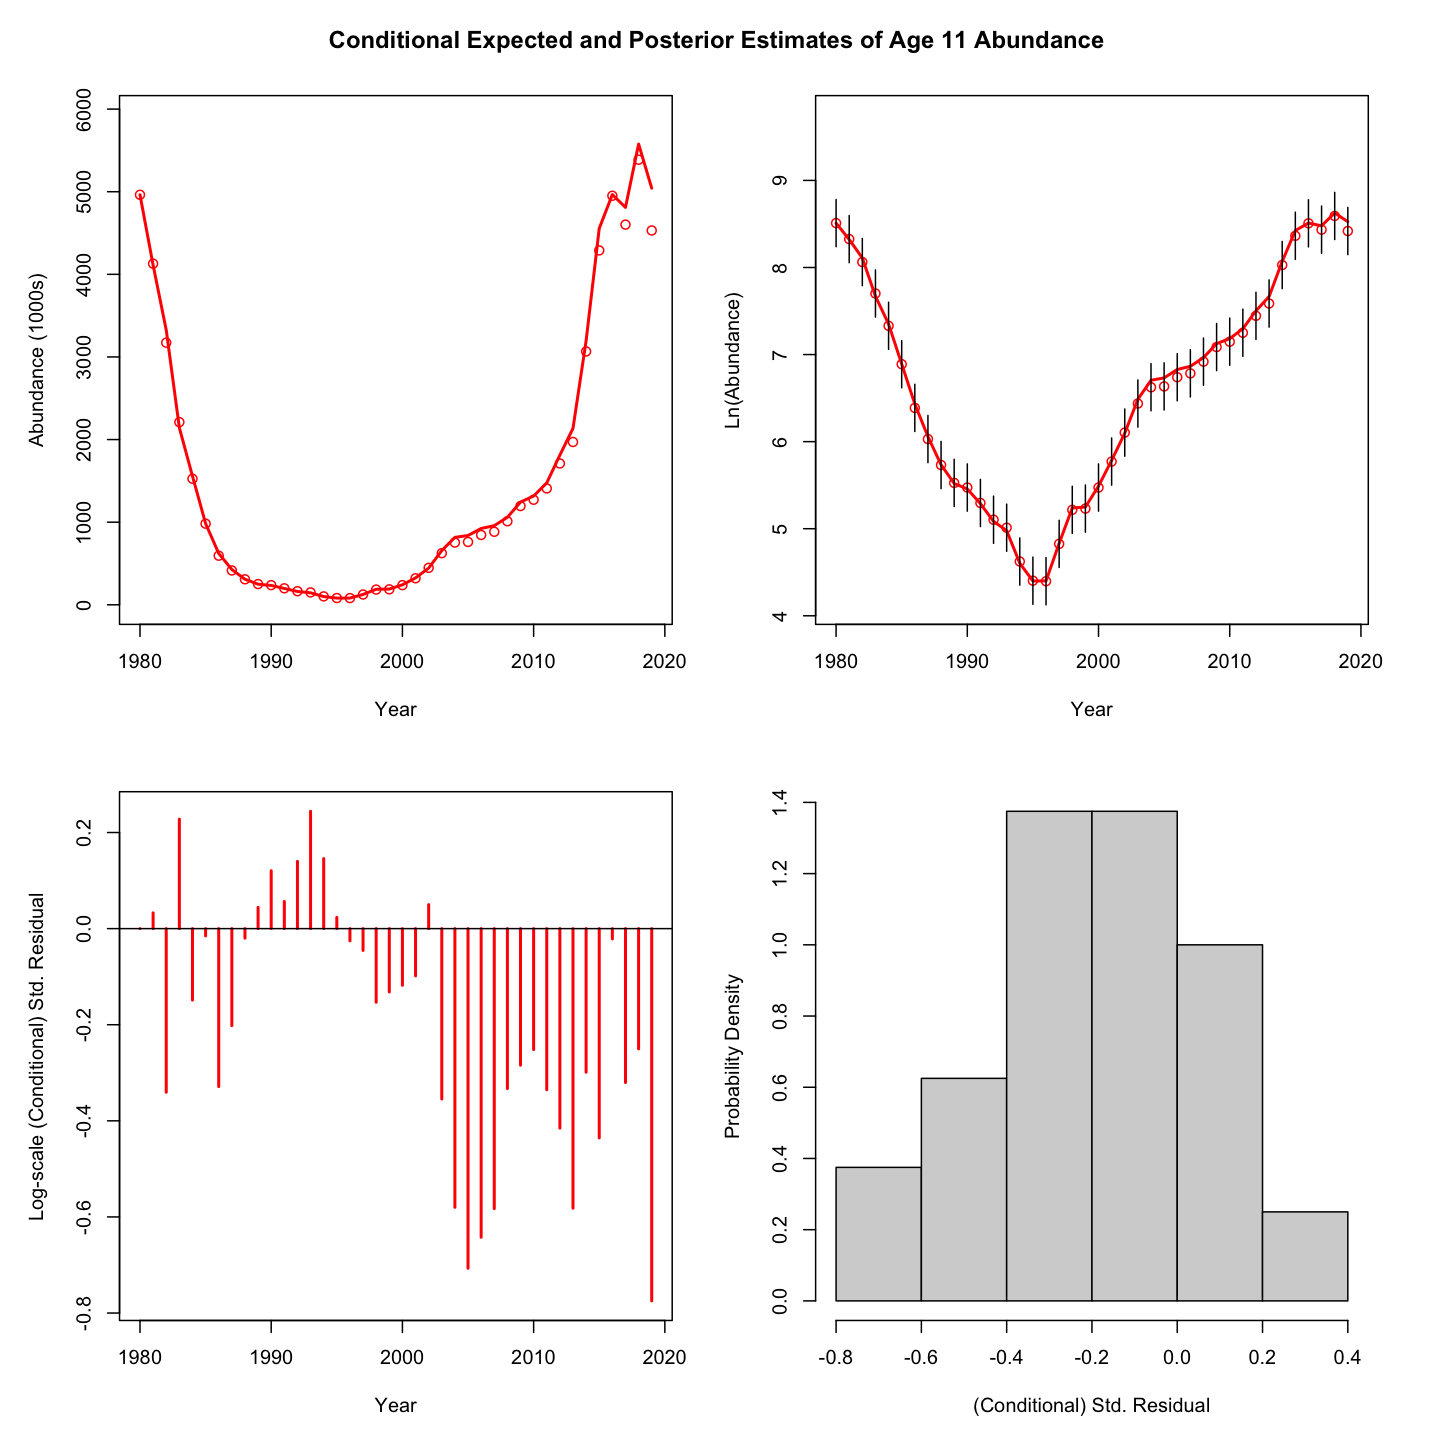 Conditional Expected and Posterior Estimates of Age 11 Abundance
Abundance (1000s)
0 1000 2000 3000 4000 5000 6000
1980 1990 2000 2010 2020
Year
Ln(Abundance)
4 5 6 7 8 9
1980 1990 2000 2010 2020
Year
Log-scale (Conditional) Std. Residual
-0.8 -0.6 -0.4 -0.2 0.0 0.2
1980 1990 2000 2010 2020
Year
Probability Density
0.0 0.2 0.4 0.6 0.8 1.0 1.2 1.4
-0.8 -0.6 -0.4 -0.2 0.0 0.2 0.4
(Conditional) Std. Residual